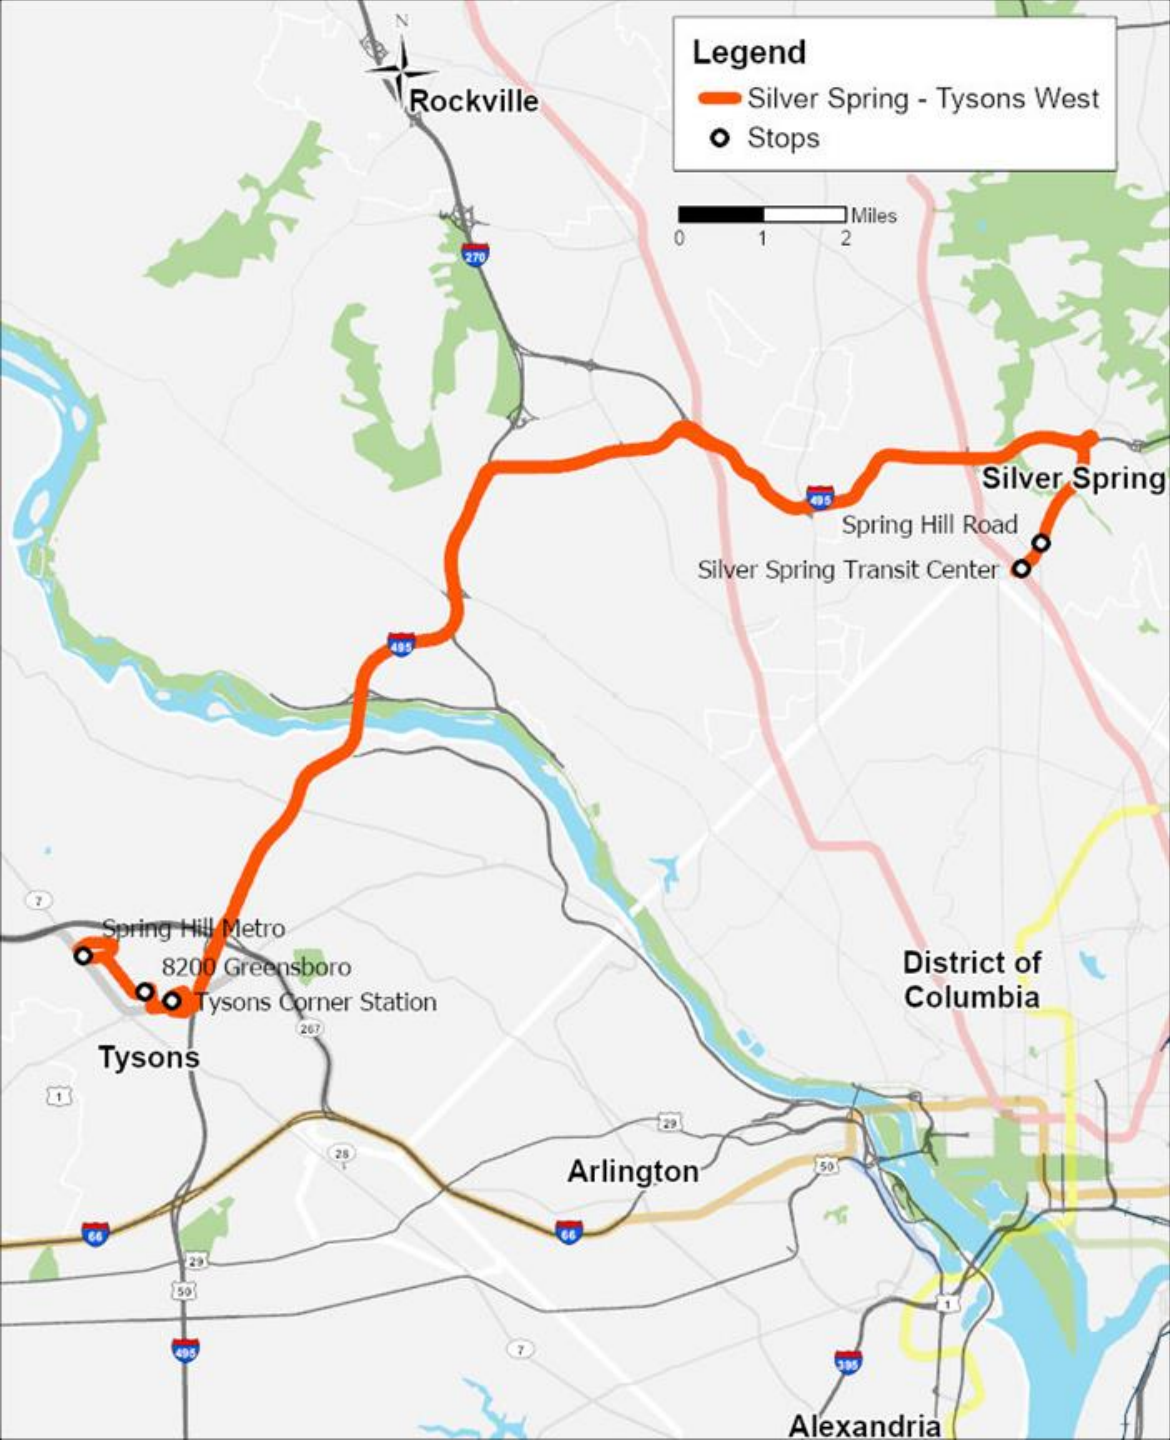 N
Rockville
Legend
Silver Spring - Tysons West
Stops
Miles
0 1 2
270
495
Silver Spring
Spring Hill Road
Silver Spring Transit Center
495
7
Spring Hill Metro
8200 Greensboro
Tysons Corner Station
267
Tysons
District of
Columbia
1
29
28
Arlington
50
66
66
29
50
1
495
7
395
Alexandria